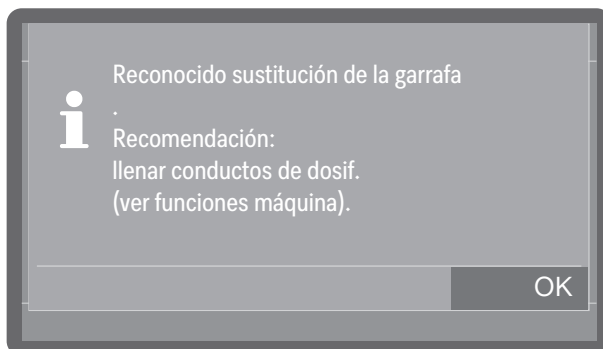 Reconocido sustitución de la garrafa
.
Recomendación:
llenar conductos de dosif.
(ver funciones máquina).
OK